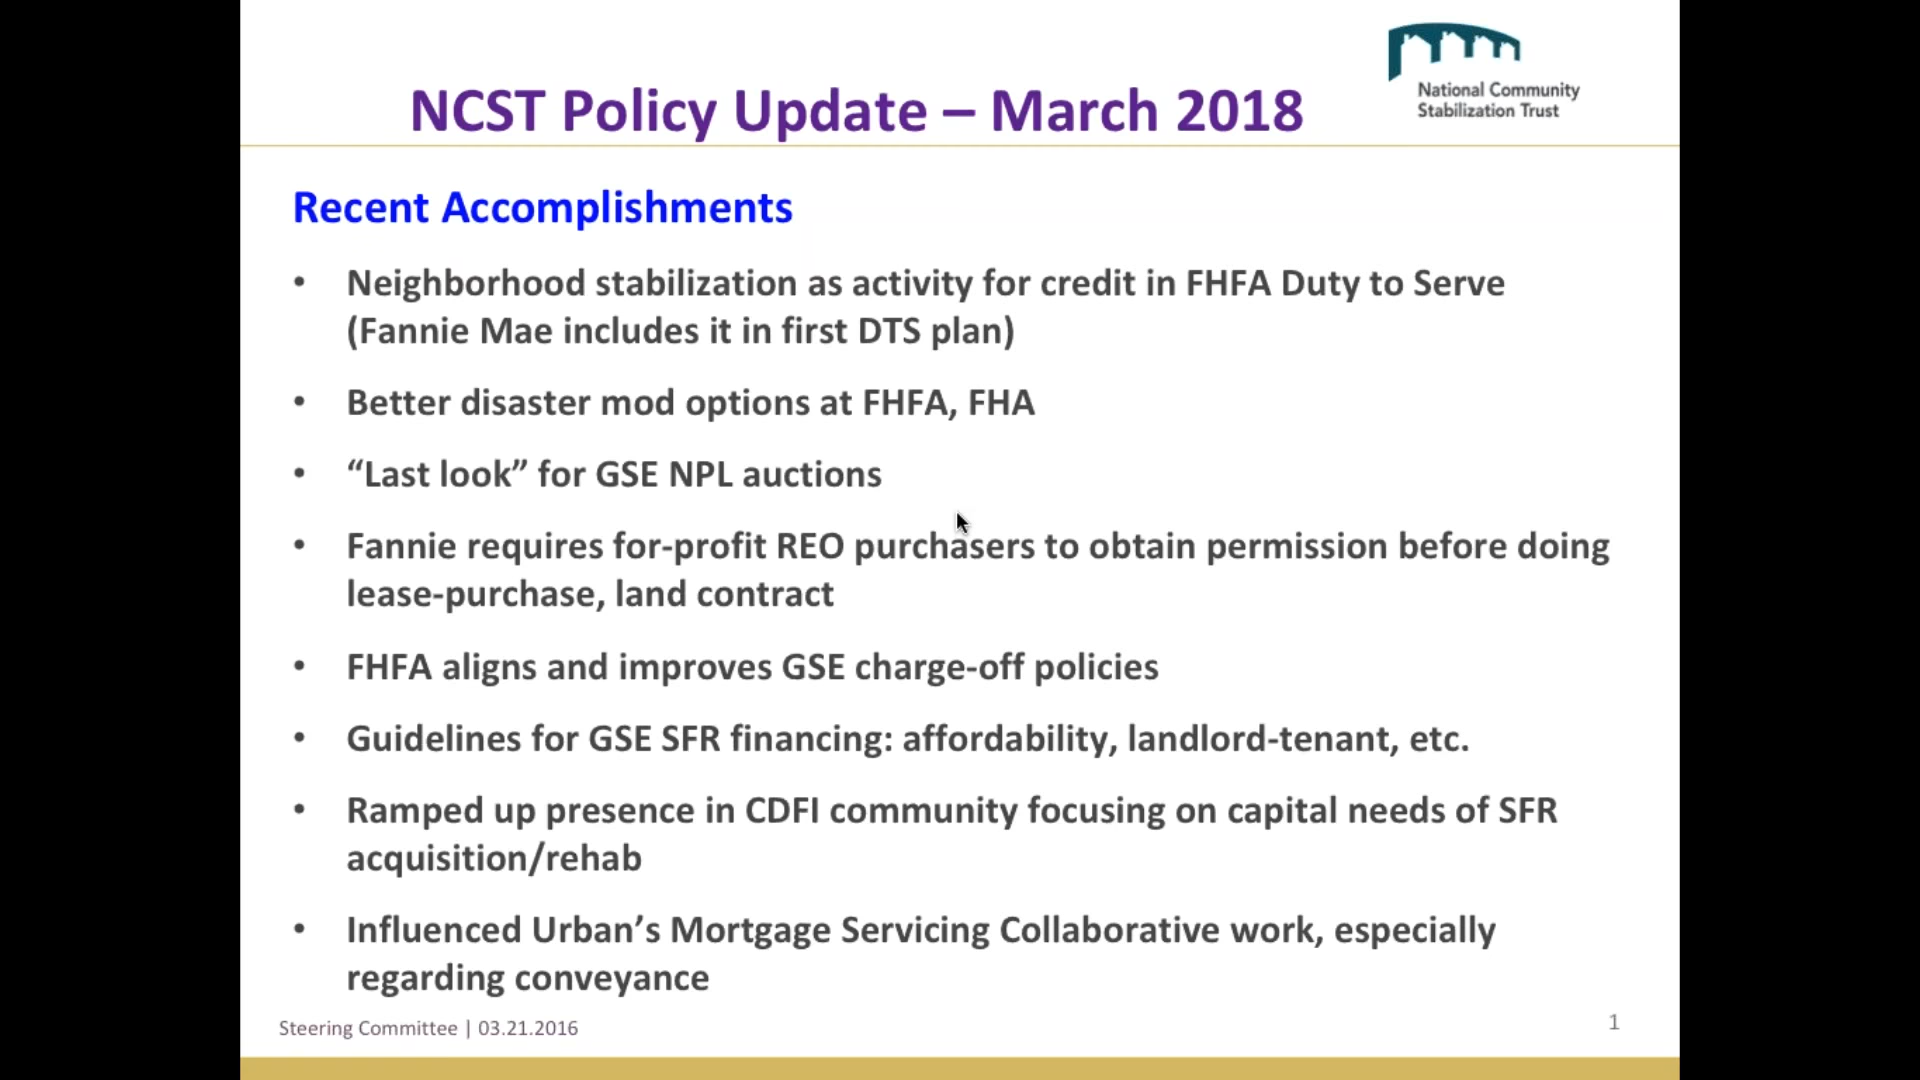 National Community
Stabilization Trust
NCST Policy Update – March 2018
Recent Accomplishments
• Neighborhood stabilization as activity for credit in FHFA Duty to Serve
(Fannie Mae includes it in first DTS plan)
• Better disaster mod options at FHFA, FHA
• “Last look” for GSE NPL auctions
• Fannie requires for-profit REO purchasers to obtain permission before doing
lease-purchase, land contract
• FHFA aligns and improves GSE charge-off policies
• Guidelines for GSE SFR financing: affordability, landlord-tenant, etc.
• Ramped up presence in CDFI community focusing on capital needs of SFR
acquisition/rehab
• Influenced Urban’s Mortgage Servicing Collaborative work, especially
regarding conveyance
Steering Committee | 03.21.2016
1